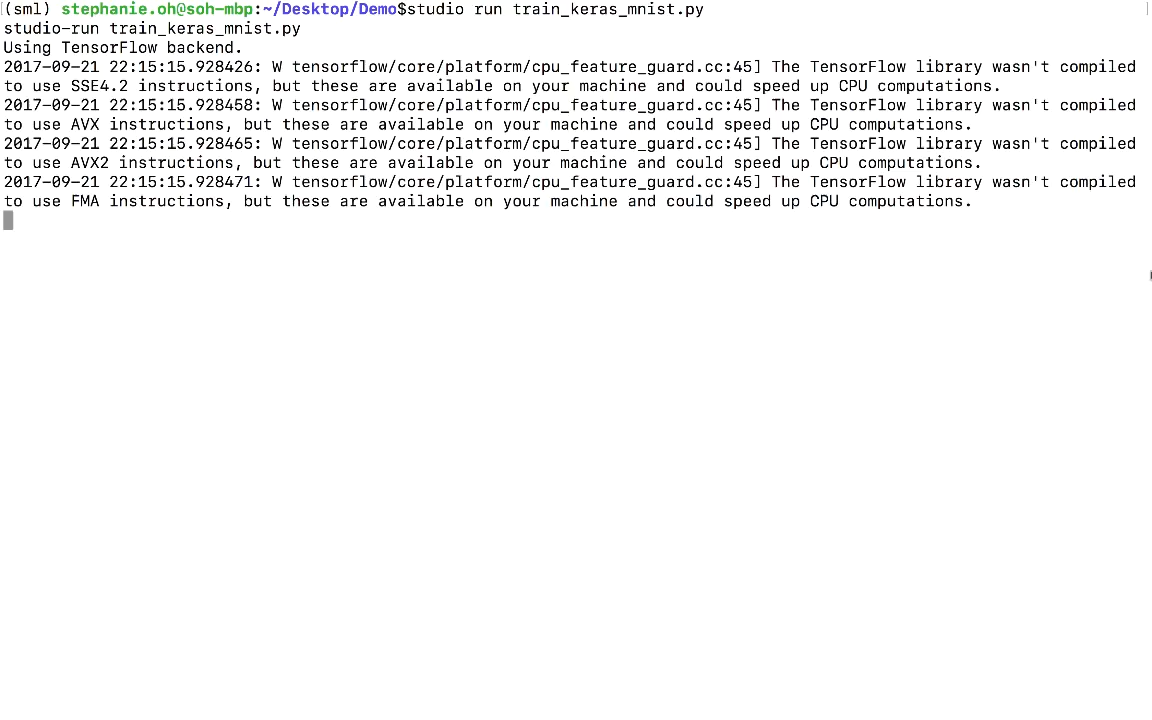 (sml) stephanie.oh@soh-mbp:~/Desktop/Demo$studio run train_keras_mnist.py
studio-run train_keras_mnist.py
Using TensorFlow backend.
2017-09-21 22:15:15.928426: W tensorflow/core/platform/cpu_feature_guard.cc:45] The TensorFlow library wasn't compiled
to use SSE4.2 instructions, but these are available on your machine and could speed up CPU computations.
2017-09-21 22:15:15.928458: W tensorflow/core/platform/cpu_feature_guard.cc:45] The TensorFlow library wasn't compiled
to use AVX instructions, but these are available on your machine and could speed up CPU computations.
2017-09-21 22:15:15.928465: W tensorflow/core/platform/cpu_feature_guard.cc:45] The TensorFlow library wasn't compiled
to use AVX2 instructions, but these are available on your machine and could speed up CPU computations.
2017-09-21 22:15:15.928471: W tensorflow/core/platform/cpu_feature_guard.cc:45] The TensorFlow library wasn't compiled
to use FMA instructions, but these are available on your machine and could speed up CPU computations.